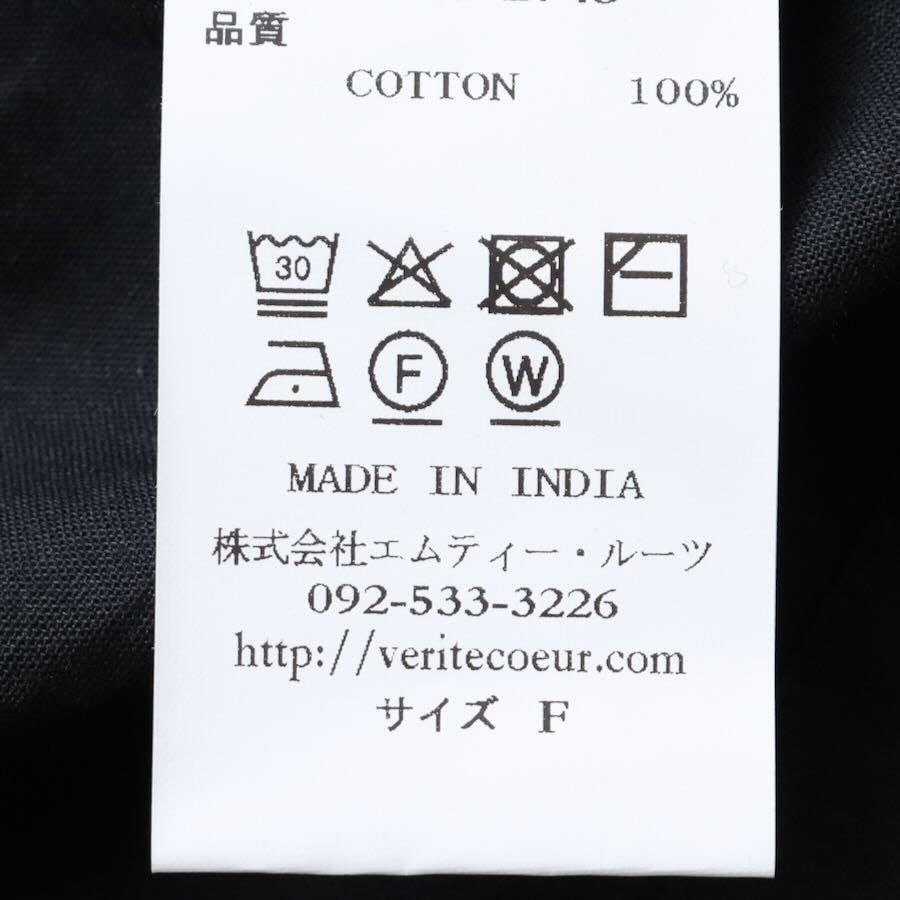 品質
COTTON 100%
30
F W
MADE IN INDIA
株式会社エムティー・ルーツ
092-533-3226
http://veritecoeur.com
サイズ F